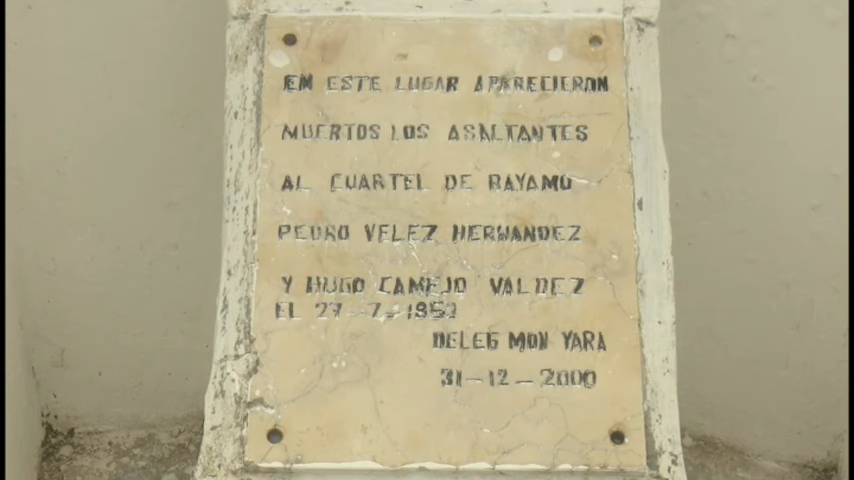 EN ESTE LUGAR APARECIERON
MUERTOS LOS ASALTANTES
AL CUARTEL DE BAYAMO
PEDRO VELEZ HERNANDEZ
Y HUGO CAMEJO VALDEZ
EL 27-7-1953
DELEG MON YARA
31-12-2000